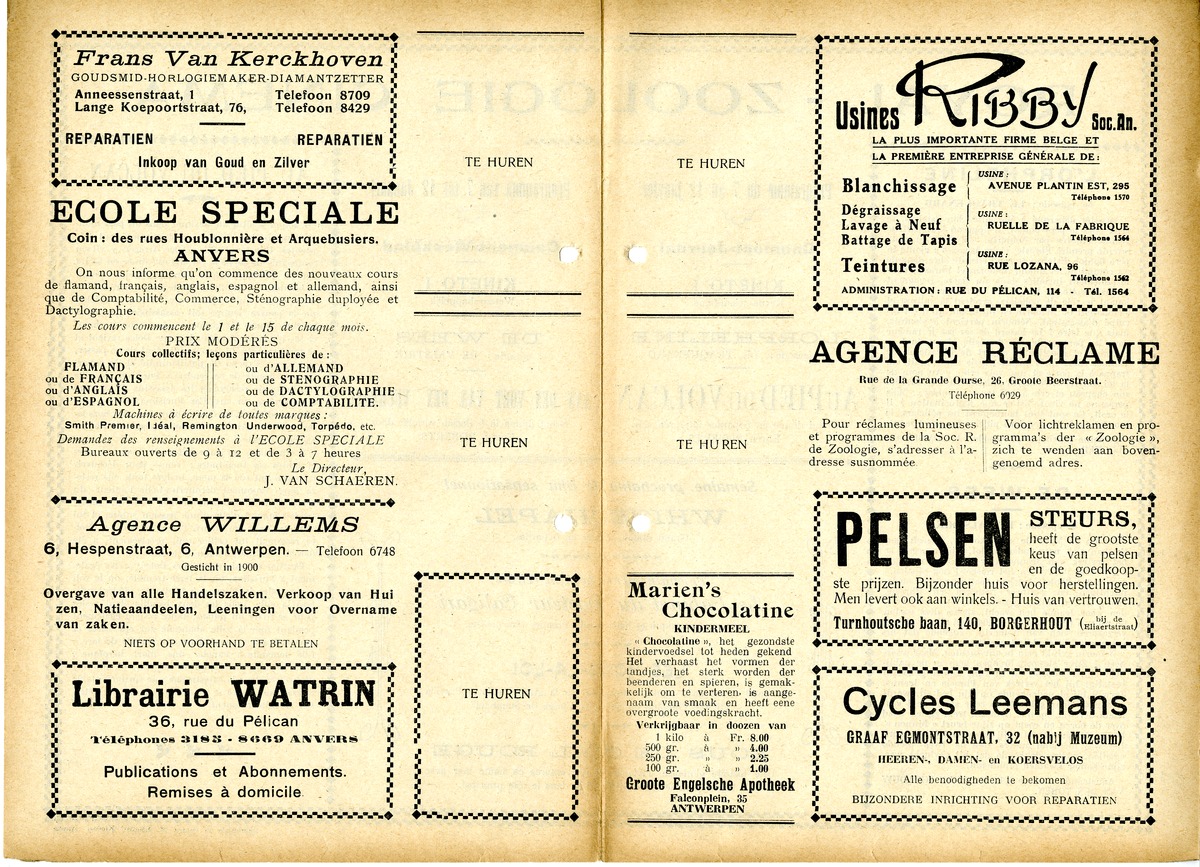 Frans Van Kerckhoven
GOUDSMID-HORLOGIEMAKER-DIAMANTZETTER
Anneessenstraat, 1 Telefoon 8709
Lange Koepoortstraat, 76, Telefoon 8429
REPARATIEN REPARATIEN
Inkoop van Goud en Zilver
ECOLE SPECIALE
Coin : des rues Houblonnière et Arquebusiers.
ANVERS
On nous informe qu'on commence des nouveaux cours
de flamand, français, anglais, espagnol et allemand, ainsi
que de Comptabilité, Commerce, Sténographie duployée et
Dactylographie.
Les cours commencent le 1 et le 15 de chaque mois.
PRIX MODÉRÉS
Cours collectifs; leçons particulières de :
FLAMAND ou d'ALLEMAND
ou de FRANÇAIS ou de STENOGRAPHIE
ou d'ANGLAIS ou de DACTYLOGRAPHIE
ou d'ESPAGNOL ou de COMPTABILITE.
Machines à écrire de toutes marques :
Smith Premier, Idéal, Remington Underwood, Torpédo, etc.
Demandez des renseignements à l'ECOLE SPECIALE
Bureaux ouverts de 9 à 12 et de 3 à 7 heures
Le Directeur,
J. VAN SCHAEREN.
Agence WILLEMS
6, Hespenstraat, 6, Antwerpen. — Telefoon 6748
Gesticht in 1900
Overgave van alle Handelszaken. Verkoop van Hui
zen, Natieaandeelen, Leeningen voor Overname
van zaken.
NIETS OP VOORHAND TE BETALEN
Librairie WATRIN
36, rue du Pélican
Téléphones 3183 - 8669 ANVERS
Publications et Abonnements.
Remises à domicile
TE HUREN
TE HUREN
TE HUREN
TE HUREN
TE HUREN
Marien's
Chocolatine
KINDERMEEL
« Chocolatine », het gezondste
kindervoedsel tot heden gekend
Het verhaast het vormen der
tandjes, het sterk worden der
beenderen en spieren, is gemak-
kelijk om te verteren, is aange-
naam van smaak en heeft eene
overgroote voedingskracht.
Verkrijgbaar in doozen van
1 kilo à Fr. 8.00
500 gr. à » 4.00
250 gr. » » 2.25
100 gr. à » 1.00
Groote Engelsche Apotheek
Falconplein, 35
ANTWERPEN
Usines RIBBY Soc.An.
LA PLUS IMPORTANTE FIRME BELGE ET
LA PREMIÈRE ENTREPRISE GÉNÉRALE DE :
Blanchissage USINE : AVENUE PLANTIN EST, 295
Téléphone 1570
Dégraissage
Lavage à Neuf
Battage de Tapis
USINE :
RUELLE DE LA FABRIQUE
Téléphone 1564
Teintures USINE : RUE LOZANA, 96
Téléphone 1562
ADMINISTRATION : RUE DU PÉLICAN, 114 - Tél. 1564
AGENCE RÉCLAME
Rue de la Grande Ourse, 26, Groote Beerstraat.
Téléphone 6029
Pour réclames lumineuses
et programmes de la Soc. R.
de Zoologie, s'adresser à l'a-
dresse susnommée
Voor lichtreklamen en pro-
gramma's der « Zoologie »,
zich te wenden aan boven-
genoemd adres.
PELSEN STEURS,
heeft de grootste
keus van pelsen
en de goedkoop-
ste prijzen. Bijzonder huis voor herstellingen.
Men levert ook aan winkels. - Huis van vertrouwen.
Turnhoutsche baan, 140, BORGERHOUT (bij de Eliaertstraat)
Cycles Leemans
GRAAF EGMONTSTRAAT, 32 (nabij Muzeum)
HEEREN-, DAMEN- en KOERSVELOS
Alle benoodigheden te bekomen
BIJZONDERE INRICHTING VOOR REPARATIEN